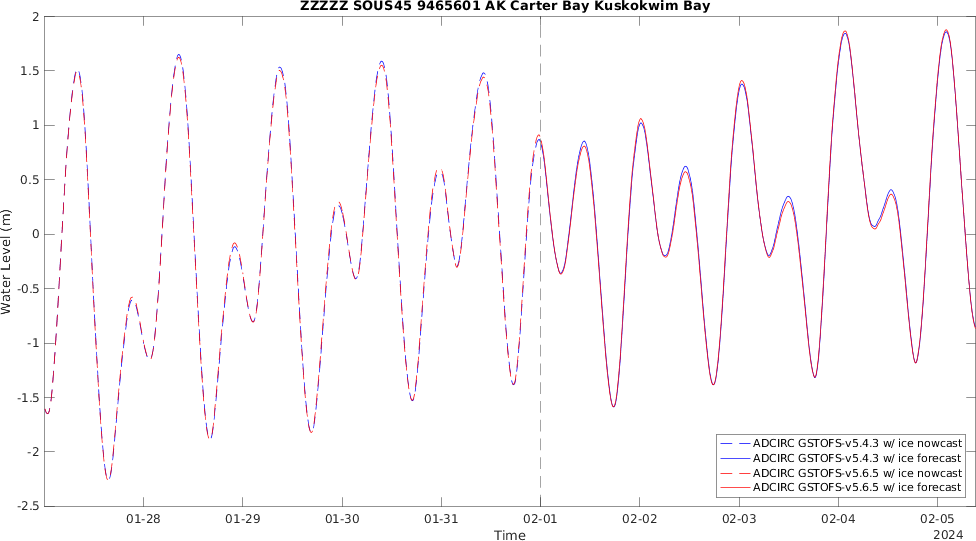 ZZZZZ SOUS45 9465601 AK Carter Bay Kuskokwim Bay
2
1.5
1
0.5
0
-0.5
-1
-1.5
-2
-2.5
Water Level (m)
01-28 01-29 01-30 01-31 02-01 02-02 02-03 02-04 02-05
Time
2024
ADCIRC GSTOFS-v5.4.3 w/ ice nowcast
ADCIRC GSTOFS-v5.4.3 w/ ice forecast
ADCIRC GSTOFS-v5.6.5 w/ ice nowcast
ADCIRC GSTOFS-v5.6.5 w/ ice forecast